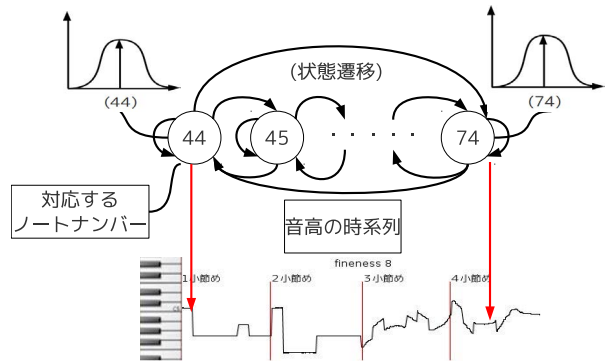 (44)
(状態遷移)
(74)
44
45
・・・・・
74
対応する
ノートナンバー
音高の時系列
fineness 8
1小節め
2小節め
3小節め
4小節め